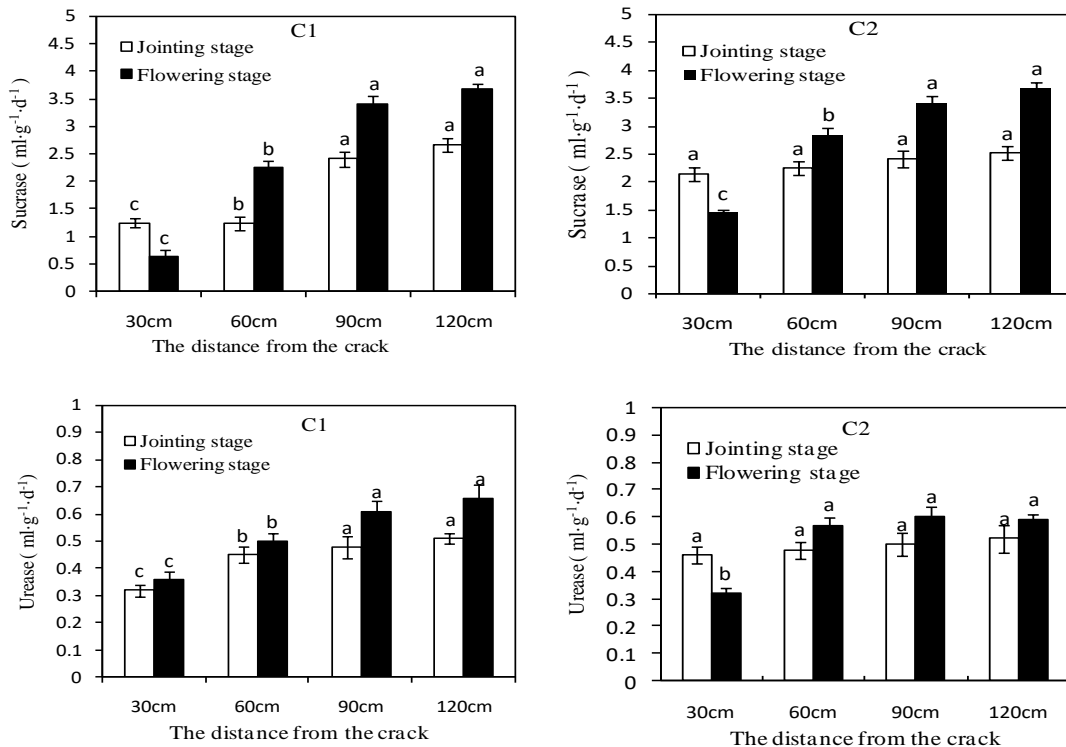 C1
Jointing stage
Flowering stage
Sucrase ( ml·g⁻¹·d⁻¹)
5
4.5
4
3.5
3
2.5
2
1.5
1
0.5
0
c
c
b
b
a
a
a
a
30cm 60cm 90cm 120cm
The distance from the crack
C2
Jointing stage
Flowering stage
Sucrase ( ml·g⁻¹·d⁻¹)
5
4.5
4
3.5
3
2.5
2
1.5
1
0.5
0
a
c
a
b
a
a
a
a
30cm 60cm 90cm 120cm
The distance from the crack
C1
Jointing stage
Flowering stage
Urease ( ml·g⁻¹·d⁻¹)
1
0.9
0.8
0.7
0.6
0.5
0.4
0.3
0.2
0.1
0
c
c
b
b
a
a
a
a
30cm 60cm 90cm 120cm
The distance from the crack
C2
Jointing stage
Flowering stage
Urease ( ml·g⁻¹·d⁻¹)
1
0.9
0.8
0.7
0.6
0.5
0.4
0.3
0.2
0.1
0
a
b
a
a
a
a
a
a
30cm 60cm 90cm 120cm
The distance from the crack